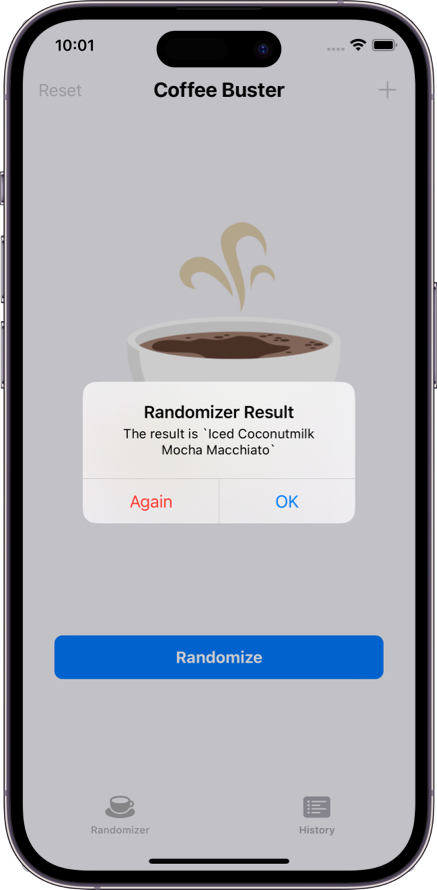 10:01
Reset
Coffee Buster
Randomizer Result
The result is `Iced Coconutmilk
Mocha Macchiato`
Again
OK
Randomize
Randomizer
History